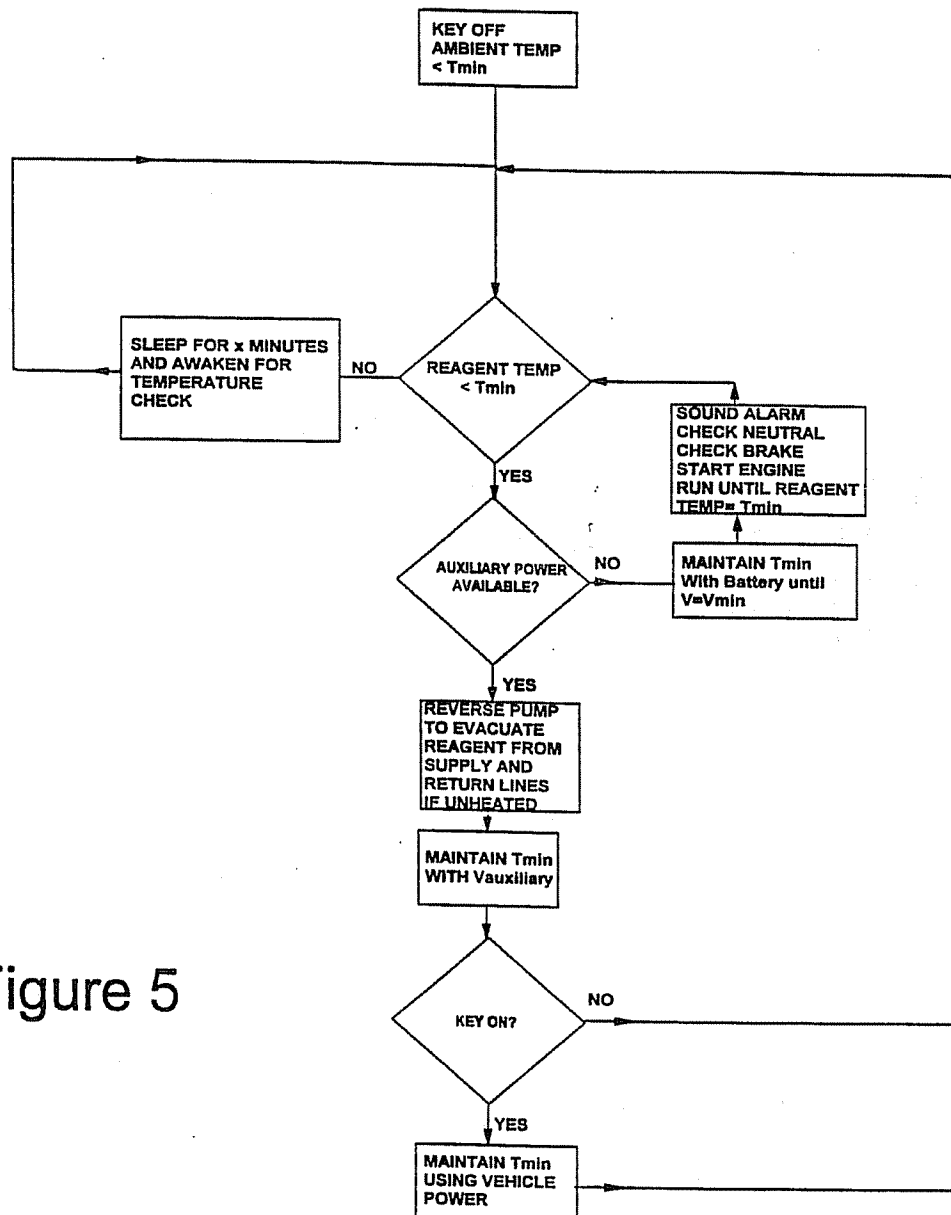 KEY OFF
AMBIENT TEMP
< Tmin
SLEEP FOR x MINUTES
AND AWAKEN FOR
TEMPERATURE
CHECK
NO
REAGENT TEMP
< Tmin
SOUND ALARM
CHECK NEUTRAL
CHECK BRAKE
START ENGINE
RUN UNTIL REAGENT
TEMP= Tmin
YES
AUXILIARY POWER
AVAILABLE?
NO
MAINTAIN Tmin
With Battery until
V=Vmin
YES
REVERSE PUMP
TO EVACUATE
REAGENT FROM
SUPPLY AND
RETURN LINES
IF UNHEATED
MAINTAIN Tmin
WITH Vauxiliary
igure 5
KEY ON?
NO
YES
MAINTAIN Tmin
USING VEHICLE
POWER